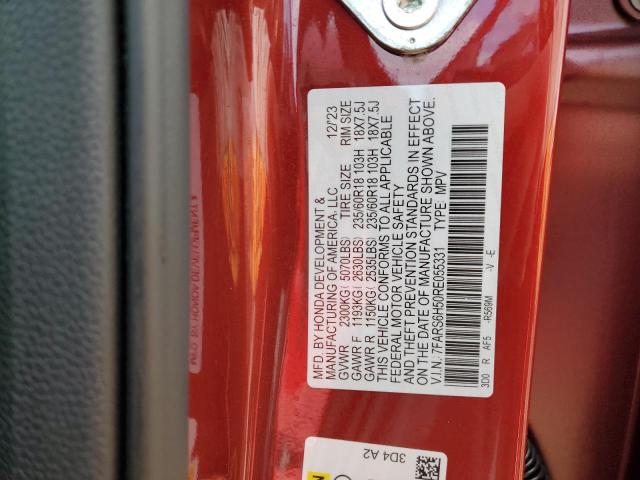 MFD. BY HONDA DEVELOPMENT &
MANUFACTURING OF AMERICA, LLC 12/'23
GVWR 2300KG (5070LBS) TIRE SIZE RIM SIZE
GAWR F 1193KG (2630LBS) 235/60R18 103H 18X7.5J
GAWR R 1150KG (2535LBS) 235/60R18 103H 18X7.5J
THIS VEHICLE CONFORMS TO ALL APPLICABLE
FEDERAL MOTOR VEHICLE SAFETY
AND THEFT PREVENTION STANDARDS IN EFFECT
ON THE DATE OF MANUFACTURE SHOWN ABOVE.
V.I.N: 7FARS6H50RE055331 TYPE: MPV
3D0 R AF5 -R569M -V -E
3D4 A2